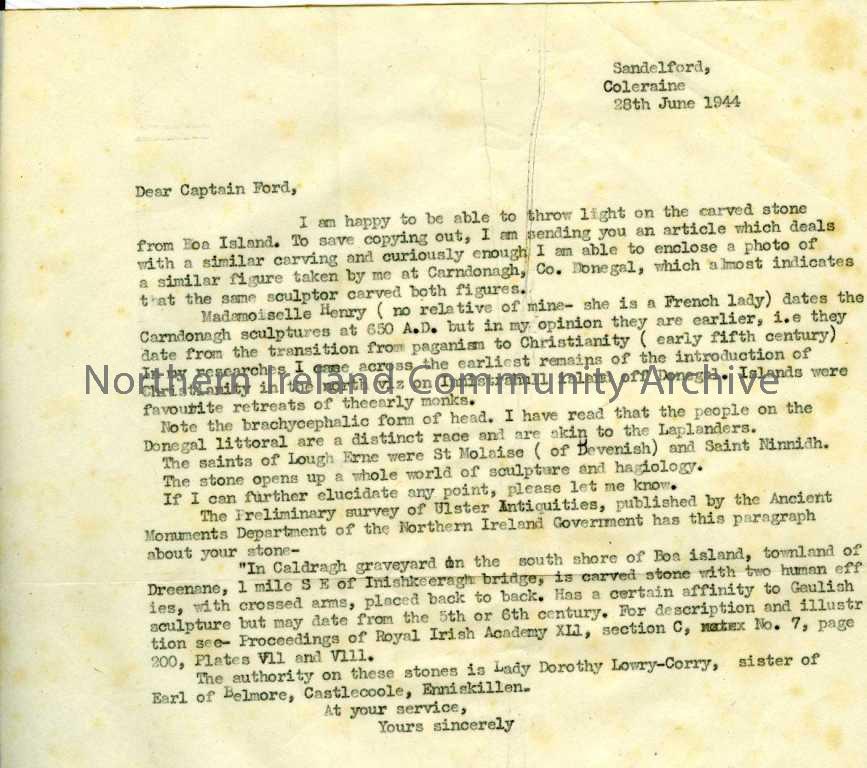 Sandelford,
Coleraine
28th June 1944
Dear Captain Ford,
I am happy to be able to throw light on the carved stone
from Boa Island. To save copying out, I am sending you an article which deals
with a similar carving and curiously enough I am able to enclose a photo of
a similar figure taken by me at Carndonagh, Co. Donegal, which almost indicates
that the same sculptor carved both figures.
Madamoiselle Henry ( no relative of mine- she is a French lady) dates the
Carndonagh sculptures at 650 A.D. but in my opinion they are earlier, i.e they
date from the transition from paganism to Christianity ( early fifth century)
In my researches I came across the earliest remains of the introduction of
Christianity in the north viz on Inistrahull island off Donegal. Islands were
favourite retreats of theearly monks.
Note the brachycephalic form of head. I have read that the people on the
Donegal littoral are a distinct race and are akin to the Laplanders.
The saints of Lough Erne were St Molaise ( of Devenish) and Saint Ninnidh.
The stone opens up a whole world of sculpture and hagiology.
If I can further elucidate any point, please let me know.
The Preliminary survey of Ulster Antiquities, published by the Ancient
Monuments Department of the Northern Ireland Government has this paragraph
about your stone-
"In Caldragh graveyard on the south shore of Boa island, townland of
Dreenane, 1 mile S E of Inishkeeragh bridge, is carved stone with two human eff
ies, with crossed arms, placed back to back. Has a certain affinity to Gaulish
sculpture but may date from the 5th or 6th century. For description and illustr
tion see- Proceedings of Royal Irish Academy XL1, section C, No. 7, page
200, Plates Vll and Vlll.
The authority on these stones is Lady Dorothy Lowry-Corry, sister of
Earl of Belmore, Castlecoole, Enniskillen.
At your service,
Yours sincerely
Northern Ireland Community Archive